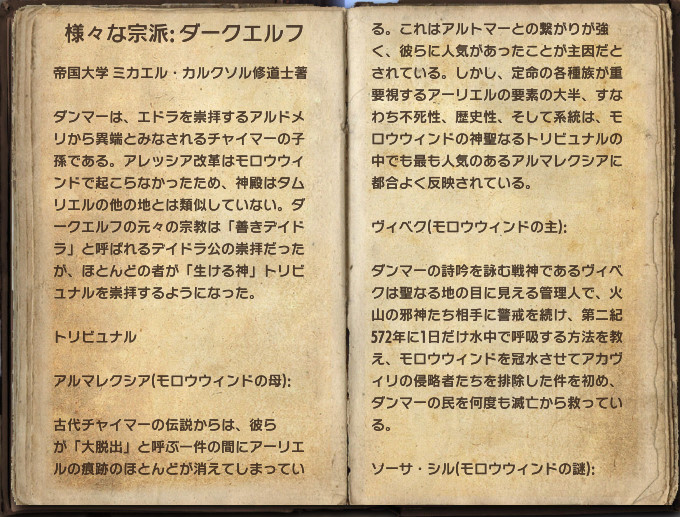 様々な宗派: ダークエルフ
帝国大学 ミカエル・カルクソル修道士著
ダンマーは、エドラを崇拝するアルドメ
リから異端とみなされるチャイマーの子
孫である。アレッシア改革はモロウウィ
ンドで起こらなかったため、神殿はタム
リエルの他の地とは類似していない。ダ
ークエルフの元々の宗教は「善きデイド
ラ」と呼ばれるデイドラ公の崇拝だった
が、ほとんどの者が「生ける神」トリビ
ュナルを崇拝するようになった。
トリビュナル
アルマレクシア(モロウウィンドの母):
古代チャイマーの伝説からは、彼ら
が「大脱出」と呼ぶ一件の間にアーリエ
ルの痕跡のほとんどが消えてしまってい
る。これはアルトマーとの繋がりが強
く、彼らに人気があったことが主因だと
されている。しかし、定命の各種族が重
要視するアーリエルの要素の大半、すな
わち不死性、歴史性、そして系統は、モ
ロウウィンドの神聖なるトリビュナルの
中でも最も人気のあるアルマレクシアに
都合よく反映されている。
ヴィベク(モロウウィンドの主):
ダンマーの詩吟を詠む戦神であるヴィベ
クは聖なる地の目に見える管理人で、火
山の邪神たち相手に警戒を続け、第二紀
572年に1日だけ水中で呼吸する方法を教
え、モロウウィンドを冠水させてアカヴ
ィリの侵略者たちを排除した件を初め、
ダンマーの民を何度も滅亡から救ってい
る。
ソーサ・シル(モロウウィンドの謎):